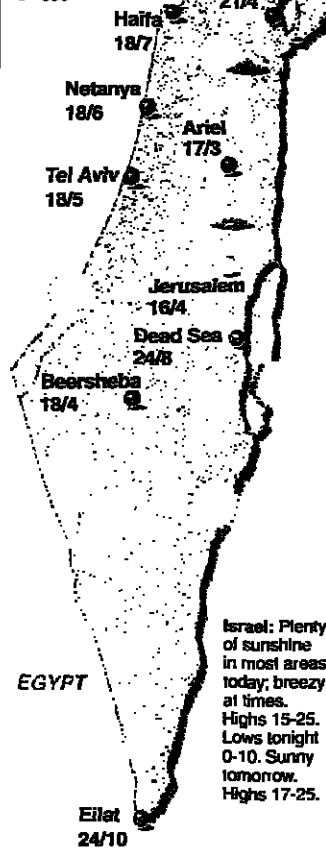 21/4
Haifa
18/7
Netanya
18/6
Ariel
17/3
Tel Aviv
18/5
Jerusalem
16/4
Dead Sea
24/8
Beersheba
18/4
EGYPT
Israel: Plenty
of sunshine
in most areas
today; breezy
at times.
Highs 15-25.
Lows tonight
0-10. Sunny
tomorrow.
Highs 17-25.
Eilat
24/10